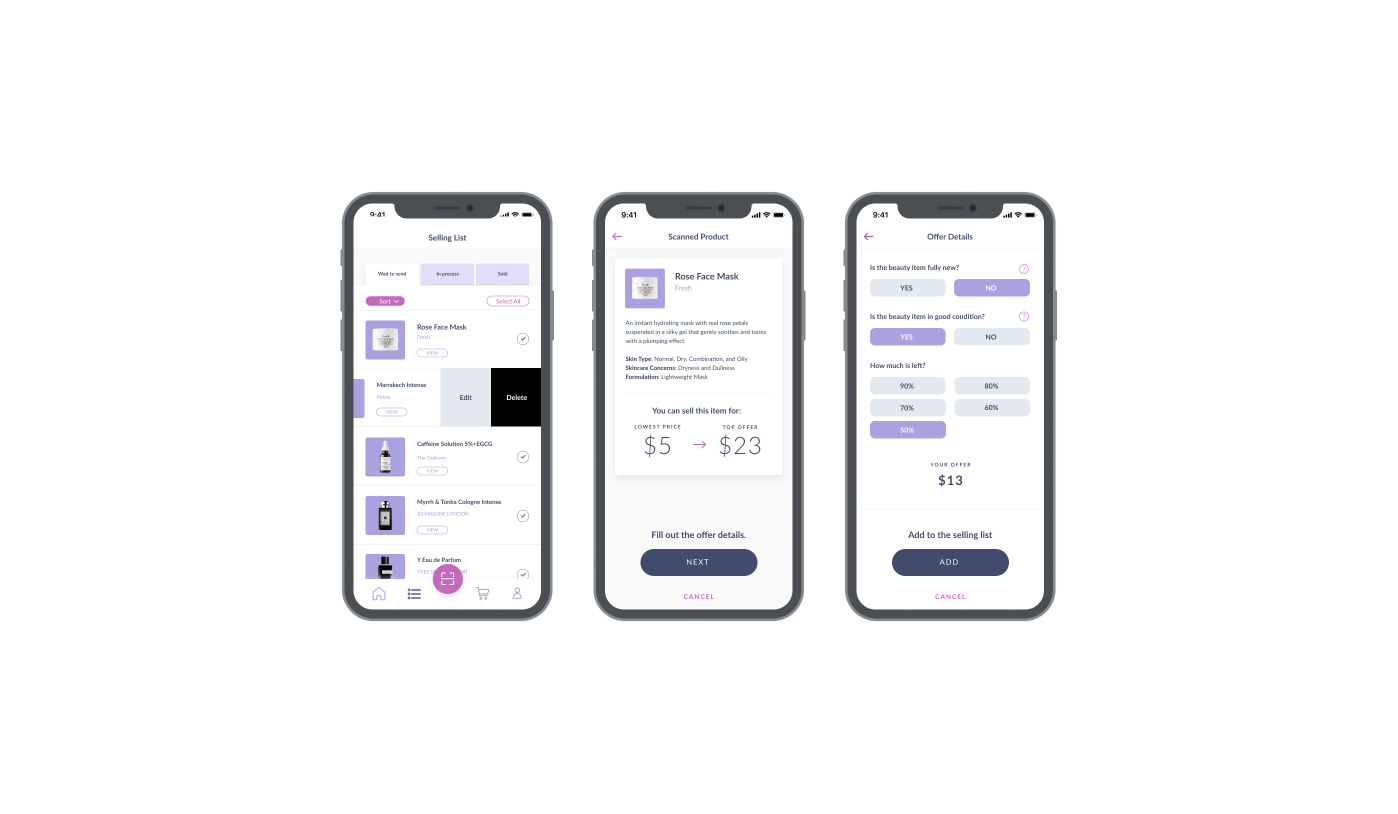 9:41
Selling List
Wait to send
In process
Sold
Sort
Select All
Rose Face Mask
Fresh
VIEW
Marrakech Intense
Aesop
VIEW
Edit
Delete
Caffeine Solution 5%+EGCG
The Ordinary
VIEW
Myrrh & Tonka Cologne Intense
JO MALONE LONDON
VIEW
Y Eau de Parfum
9:41
Scanned Product
Rose Face Mask
Fresh
An instant hydrating mask with real rose petals
suspended in a silky gel that gently soothes and tones
with a plumping effect.
Skin Type: Normal, Dry, Combination, and Oily
Skincare Concerns: Dryness and Dullness
Formulation: Lightweight Mask
You can sell this item for:
LOWEST PRICE
TOP OFFER
$5 → $23
Fill out the offer details.
NEXT
CANCEL
9:41
Offer Details
Is the beauty item fully new?
?
YES
NO
Is the beauty item in good condition?
?
YES
NO
How much is left?
90%
80%
70%
60%
50%
YOUR OFFER
$13
Add to the selling list
ADD
CANCEL